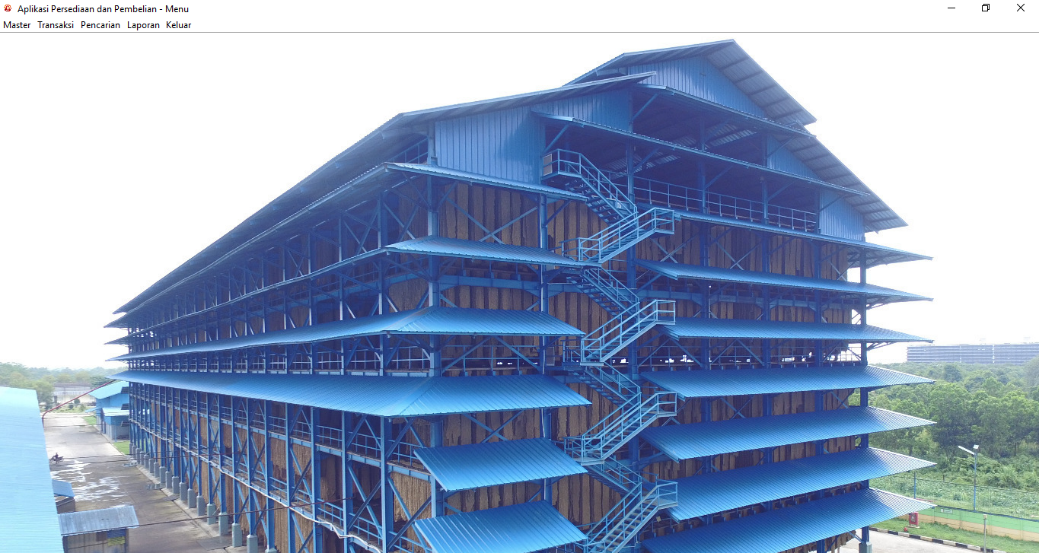 Aplikasi Persediaan dan Pembelian - Menu
Master Transaksi Pencarian Laporan Keluar